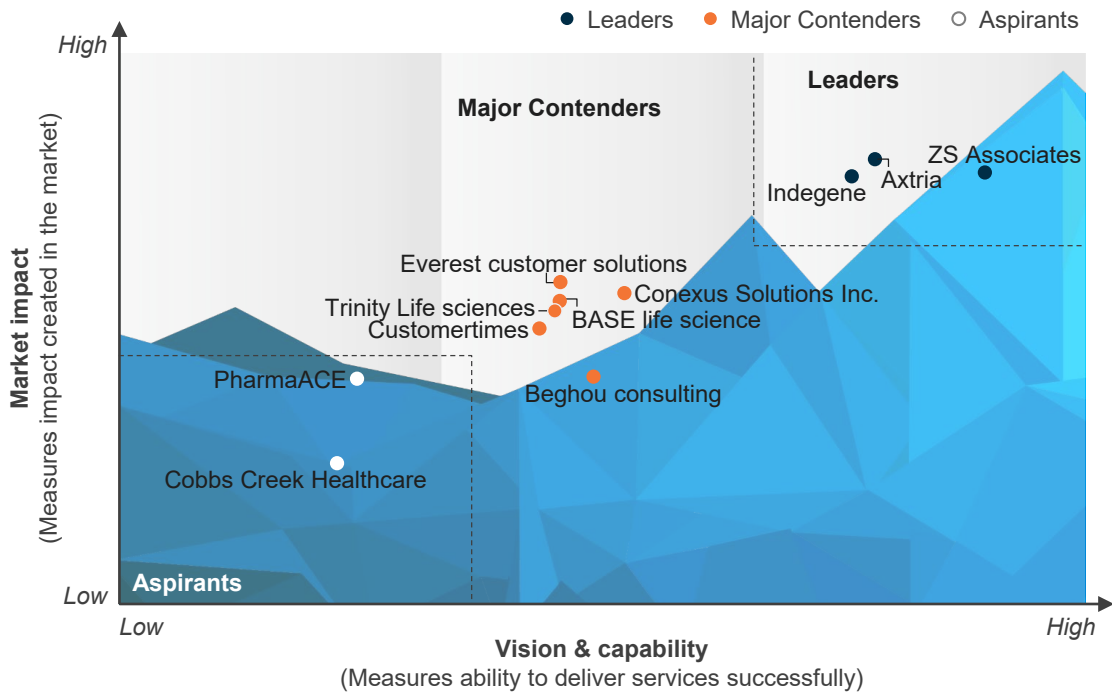 Leaders
Major Contenders
Aspirants
High
Leaders
Major Contenders
ZS Associates
Axtria
Indegene
Everest customer solutions
Conexus Solutions Inc.
Trinity Life sciences
BASE life science
Customertimes
PharmaACE
Beghou consulting
Cobbs Creek Healthcare
Aspirants
Market impact
(Measures impact created in the market)
Low
Low
High
Vision & capability
(Measures ability to deliver services successfully)